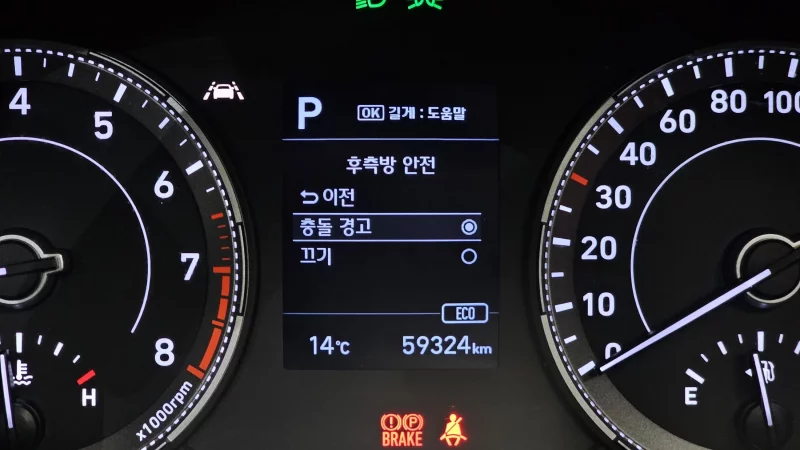 4
5
6
7
8
x1000rpm
H
P OK 길게 : 도움말
후측방 안전
이전
충돌 경고
끄기
ECO
14℃ 59324km
BRAKE
P
0
10
20
30
40
60
80
100
E